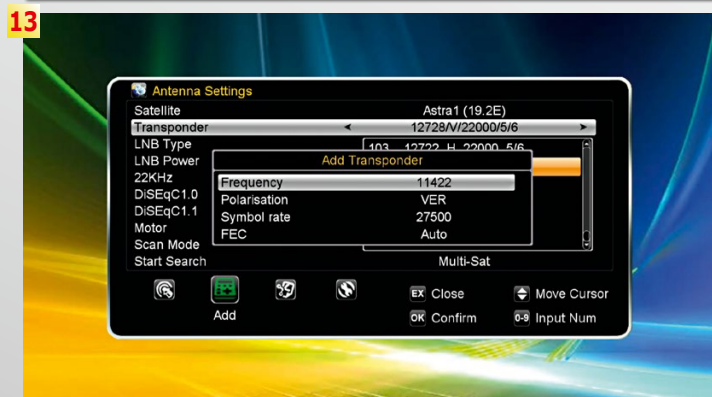 13
Antenna Settings
Satellite Astra1 (19.2E)
Transponder 12728/V/22000/5/6
LNB Type 103 12722 H 22000 5/6
LNB Power
Add Transponder
22KHz
Frequency 11422
DiSEqC1.0
Polarisation VER
DiSEqC1.1
Symbol rate 27500
Motor
FEC Auto
Scan Mode
Start Search Multi-Sat
EX Close Move Cursor
Add
OK Confirm 0-9 Input Num